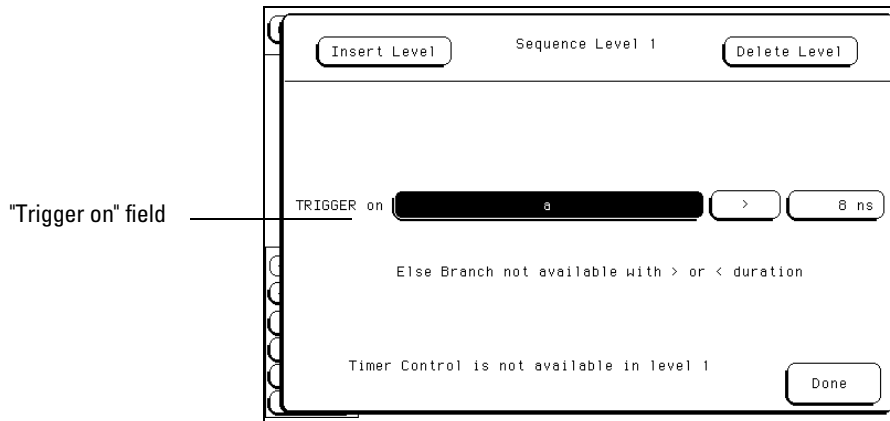 Insert Level Sequence Level 1 Delete Level
"Trigger on" field TRIGGER on a > 8 ns
Else Branch not available with > or < duration
Timer Control is not available in level 1
Done